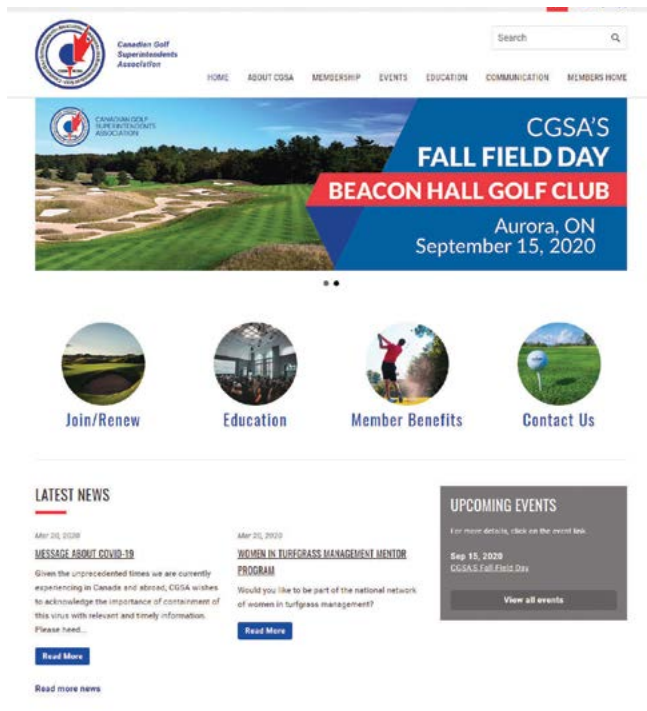 Canadian Golf
Superintendents
Association
Search
HOME ABOUT CGSA MEMBERSHIP EVENTS EDUCATION COMMUNICATION MEMBERS HOME
CANADIAN GOLF
SUPERINTENDENTS
ASSOCIATION
CGSA'S
FALL FIELD DAY
BEACON HALL GOLF CLUB
Aurora, ON
September 15, 2020
Join/Renew
Education
Member Benefits
Contact Us
LATEST NEWS
Mar 20, 2020
MESSAGE ABOUT COVID-19
Given the unprecedented times we are currently
experiencing in Canada and abroad, CGSA wishes
to acknowledge the importance of containment of
this virus with relevant and timely information.
Please heed...
Read More
Read more news
Mar 20, 2020
WOMEN IN TURFGRASS MANAGEMENT MENTOR
PROGRAM
Would you like to be part of the national network
of women in turfgrass management?
Read More
UPCOMING EVENTS
For more details, click on the event link.
Sep 15, 2020
CGSA'S Fall Field Day
View all events